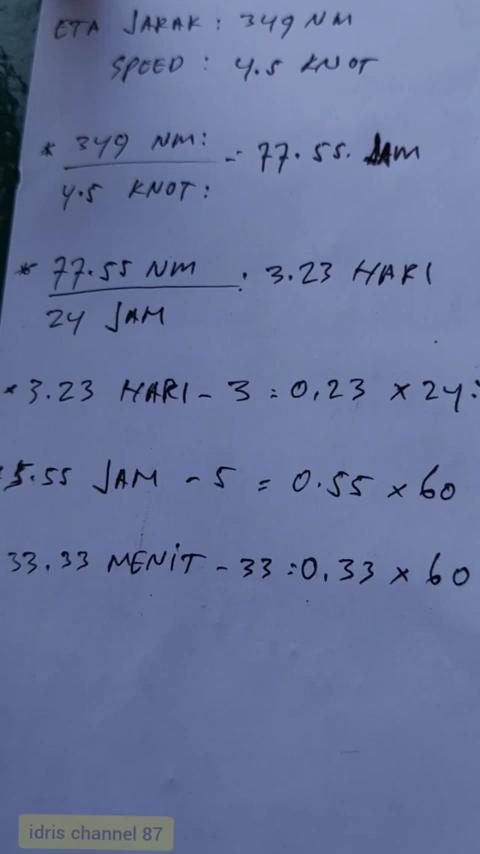 ETA JARAK : 349 NM
SPEED : 4.5 KNOT
* 349 NM: = 77.55. JAM
4.5 KNOT:
* 77.55 NM : 3.23 HARI
24 JAM
* 3.23 HARI - 3 = 0,23 x 24:
5.55 JAM - 5 = 0.55 x 60
33.33 MENIT - 33 = 0.33 x 60
idris channel 87